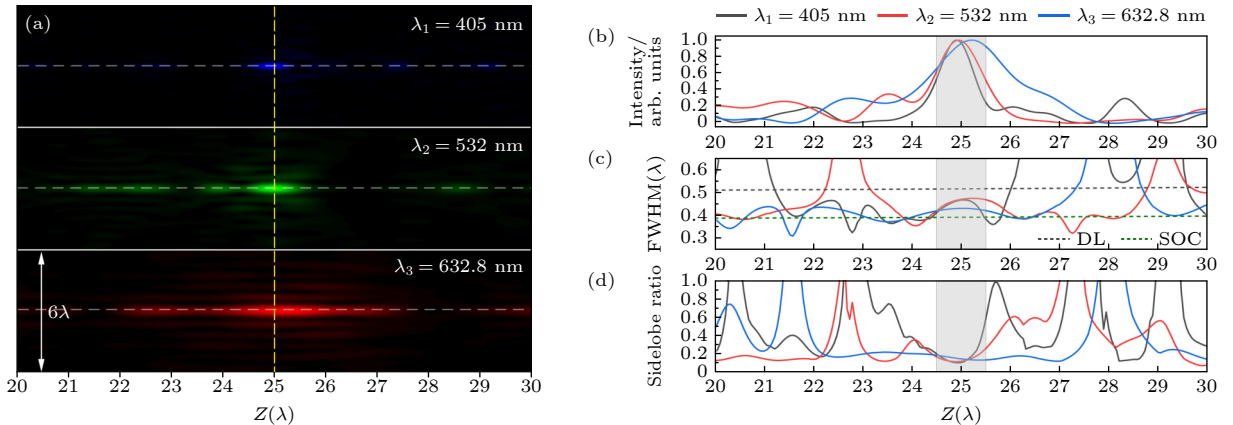 (a)
λ₁ = 405 nm
λ₂ = 532 nm
λ₃ = 632.8 nm
6λ
20 21 22 23 24 25 26 27 28 29 30
Z(λ)
λ₁ = 405 nm λ₂ = 532 nm λ₃ = 632.8 nm
(b)
Intensity/
arb. units
1.0
0.8
0.6
0.4
0.2
0
20 21 22 23 24 25 26 27 28 29 30
(c)
FWHM(λ)
0.6
0.5
0.4
0.3
DL SOC
20 21 22 23 24 25 26 27 28 29 30
(d)
Sidelobe ratio
1.0
0.8
0.6
0.4
0.2
0
20 21 22 23 24 25 26 27 28 29 30
Z(λ)